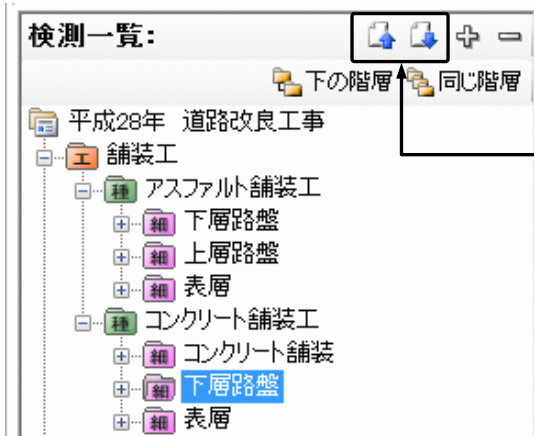 検測一覧:
下の階層 同じ階層
平成28年 道路改良工事
工 舗装工
種 アスファルト舗装工
細 下層路盤
細 上層路盤
細 表層
種 コンクリート舗装工
細 コンクリート舗装
細 下層路盤
細 表層